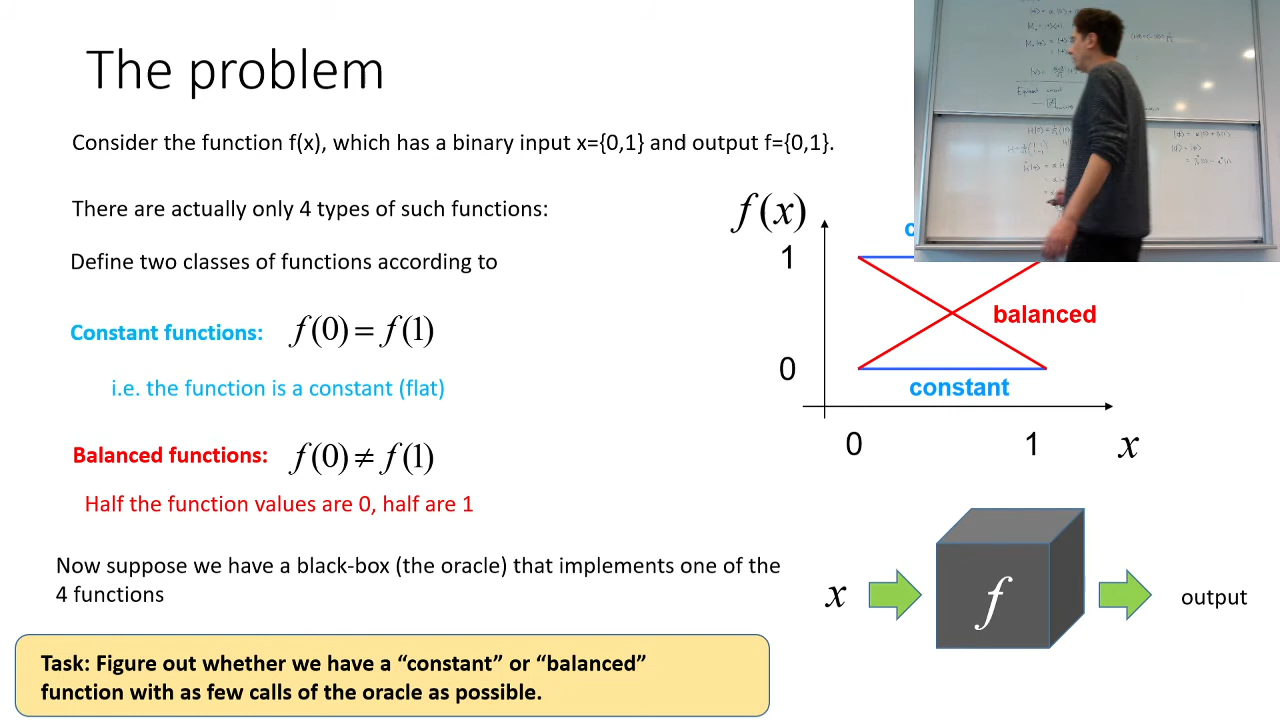 The problem
Consider the function f(x), which has a binary input x={0,1} and output f={0,1}.
There are actually only 4 types of such functions:
Define two classes of functions according to
Constant functions: f(0) = f(1)
i.e. the function is a constant (flat)
Balanced functions: f(0) ≠ f(1)
Half the function values are 0, half are 1
Now suppose we have a black-box (the oracle) that implements one of the
4 functions
Task: Figure out whether we have a “constant” or “balanced”
function with as few calls of the oracle as possible.
f(x)
1
balanced
0
constant
0 1 x
x f output